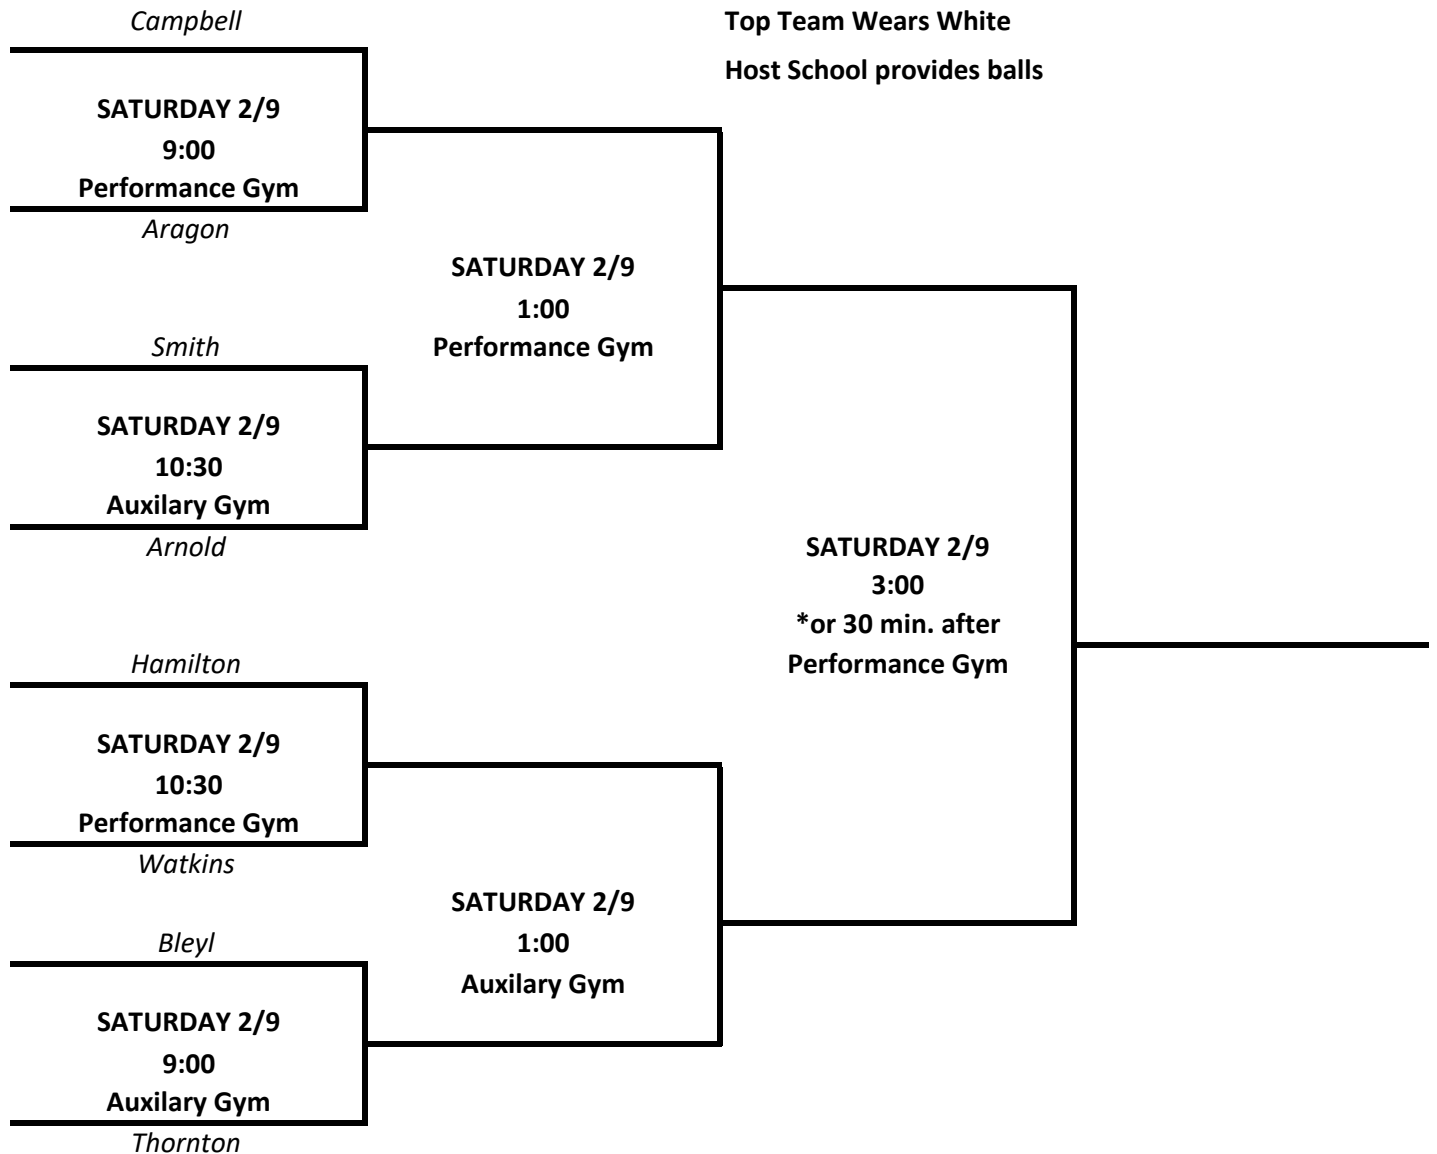 Campbell
Top Team Wears White
Host School provides balls
SATURDAY 2/9
9:00
Performance Gym
Aragon
SATURDAY 2/9
1:00
Performance Gym
Smith
SATURDAY 2/9
10:30
Auxilary Gym
Arnold
SATURDAY 2/9
3:00
*or 30 min. after
Performance Gym
Hamilton
SATURDAY 2/9
10:30
Performance Gym
Watkins
SATURDAY 2/9
1:00
Auxilary Gym
Bleyl
SATURDAY 2/9
9:00
Auxilary Gym
Thornton